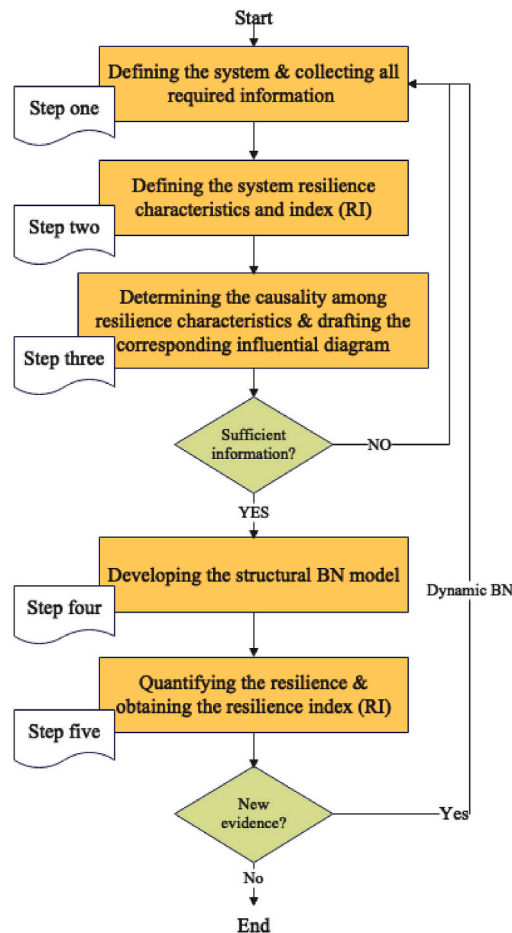 Start
Defining the system & collecting all
required information
Step one
Defining the system resilience
characteristics and index (RI)
Step two
Determining the causality among
resilience characteristics & drafting the
corresponding influential diagram
Step three
Sufficient
information?
NO
YES
Developing the structural BN model
Dynamic BN
Step four
Quantifying the resilience &
obtaining the resilience index (RI)
Step five
New
evidence?
Yes
No
End